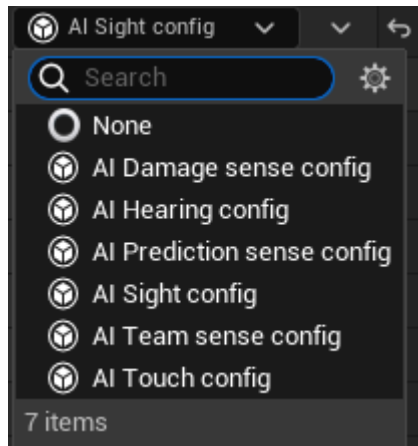 AI Sight config
Search
None
AI Damage sense config
AI Hearing config
AI Prediction sense config
AI Sight config
AI Team sense config
AI Touch config
7 items